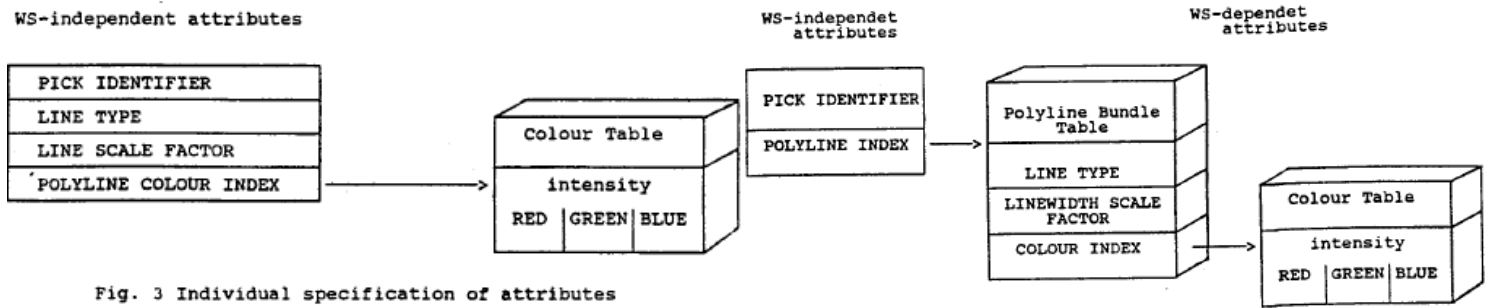 WS-independent attributes
PICK IDENTIFIER
LINE TYPE
LINE SCALE FACTOR
POLYLINE COLOUR INDEX
Colour Table
intensity
RED GREEN BLUE
Fig. 3 Individual specification of attributes
WS-independet
attributes
PICK IDENTIFIER
POLYLINE INDEX
WS-dependet
attributes
Polyline Bundle
Table
LINE TYPE
LINEWIDTH SCALE
FACTOR
COLOUR INDEX
Colour Table
intensity
RED GREEN BLUE